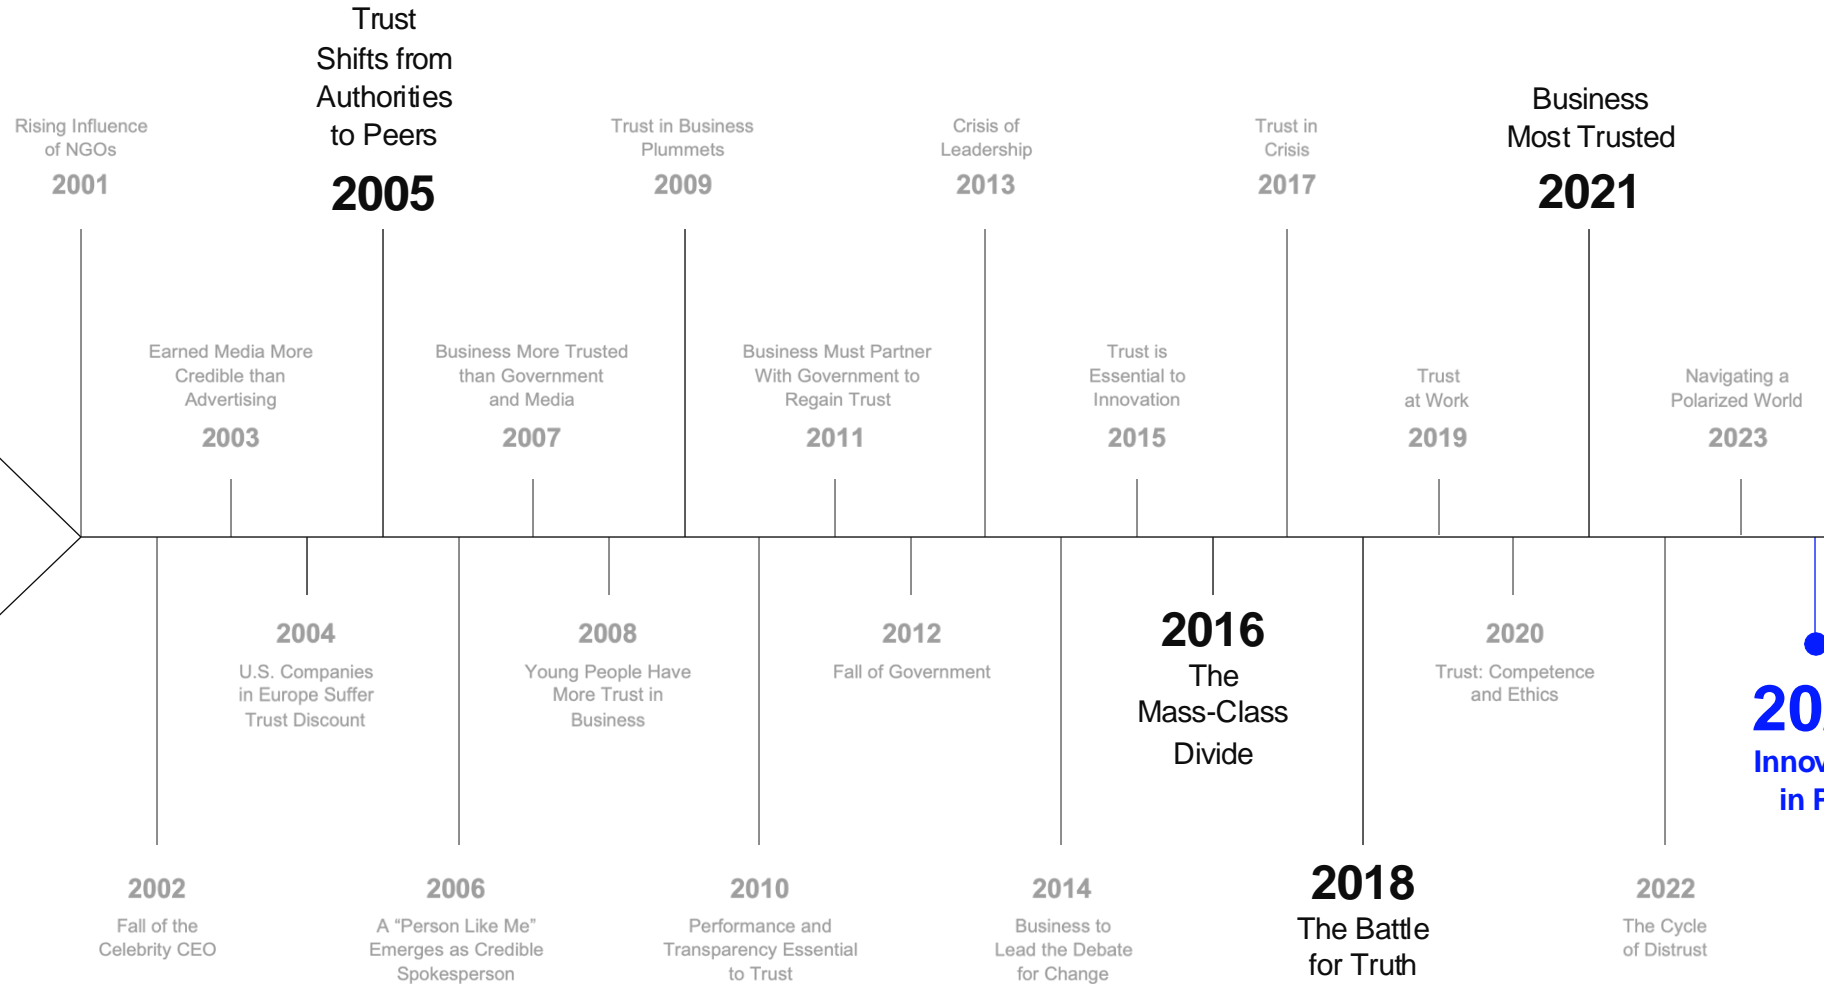 Rising Influence
of NGOs
2001
Trust
Shifts from
Authorities
to Peers
2005
Trust in Business
Plummets
2009
Crisis of
Leadership
2013
Trust in
Crisis
2017
Business
Most Trusted
2021
Earned Media More
Credible than
Advertising
2003
Business More Trusted
than Government
and Media
2007
Business Must Partner
With Government to
Regain Trust
2011
Trust is
Essential to
Innovation
2015
Trust
at Work
2019
Navigating a
Polarized World
2023
2004
U.S. Companies
in Europe Suffer
Trust Discount
2008
Young People Have
More Trust in
Business
2012
Fall of Government
2016
The
Mass-Class
Divide
2020
Trust: Competence
and Ethics
in
2002
Fall of the
Celebrity CEO
2006
A “Person Like Me”
Emerges as Credible
Spokesperson
2010
Performance and
Transparency Essential
to Trust
2014
Business to
Lead the Debate
for Change
2018
The Battle
for Truth
2022
The Cycle
of Distrust